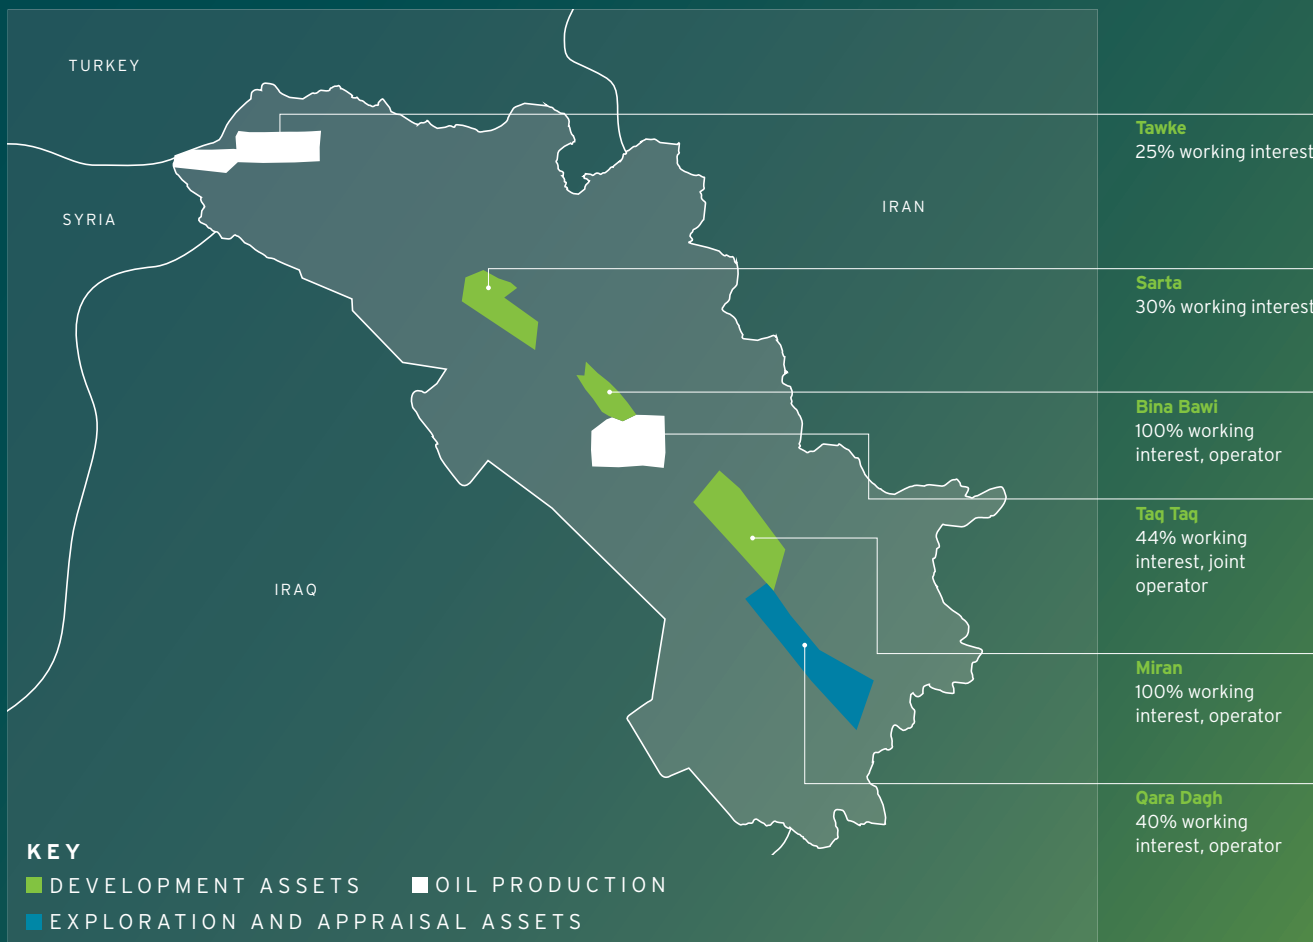 TURKEY
SYRIA
IRAN
IRAQ
Tawke
25% working interest
Sarta
30% working interest
Bina Bawi
100% working
interest, operator
Taq Taq
44% working
interest, joint
operator
Miran
100% working
interest, operator
Qara Dagh
40% working
interest, operator
KEY
DEVELOPMENT ASSETS
OIL PRODUCTION
EXPLORATION AND APPRAISAL ASSETS